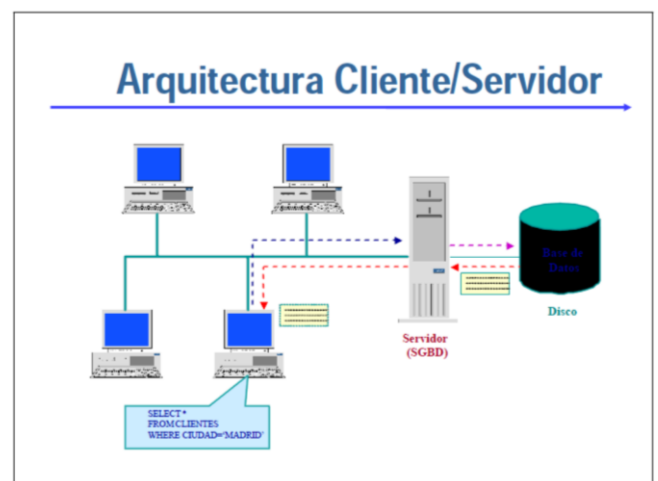 Arquitectura Cliente/Servidor
Base de
Datos
Disco
Servidor
(SGBD)
SELECT *
FROM CLIENTES
WHERE CIUDAD='MADRID'